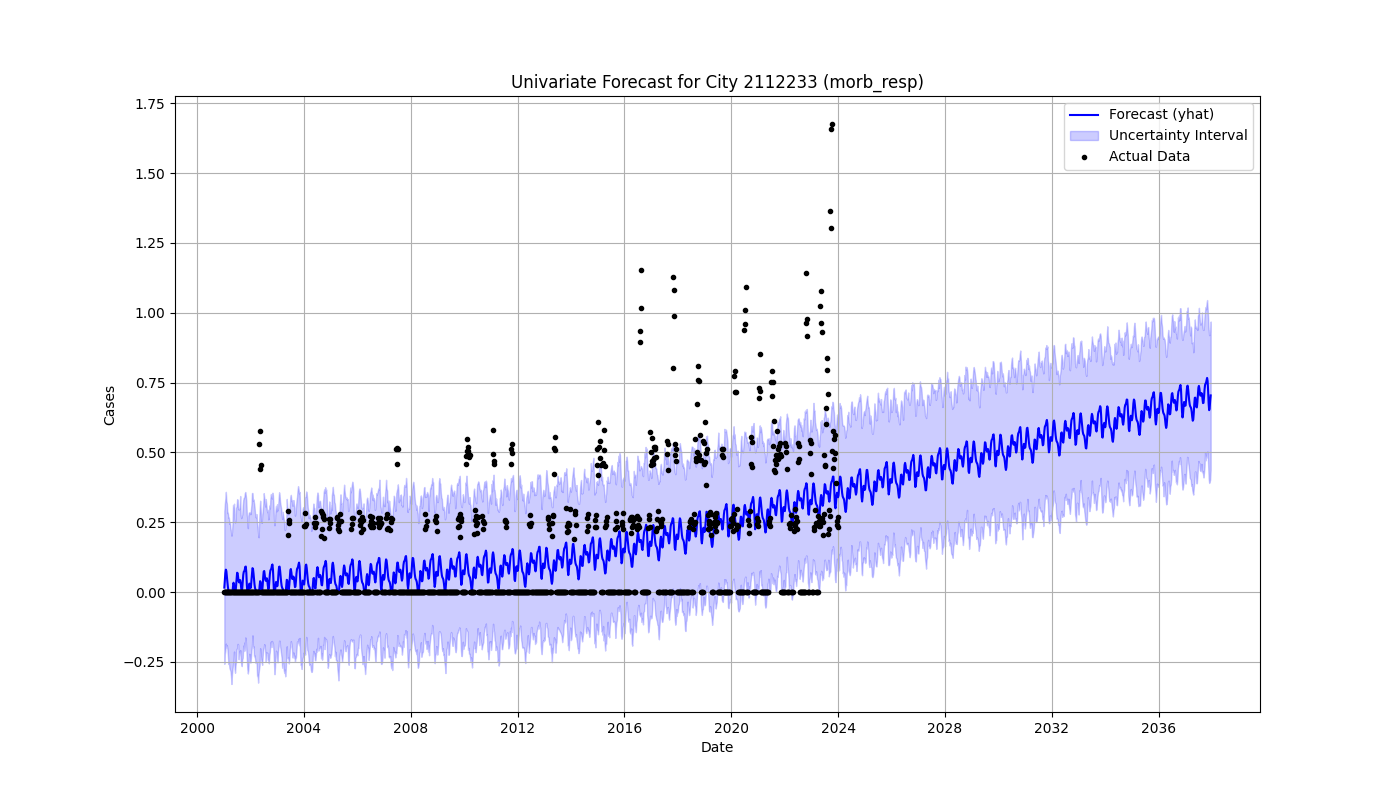 Univariate Forecast for City 2112233 (morb_resp)
Forecast (yhat)
Uncertainty Interval
Actual Data
Cases
1.75
1.50
1.25
1.00
0.75
0.50
0.25
0.00
−0.25
2000 2004 2008 2012 2016 2020 2024 2028 2032 2036
Date